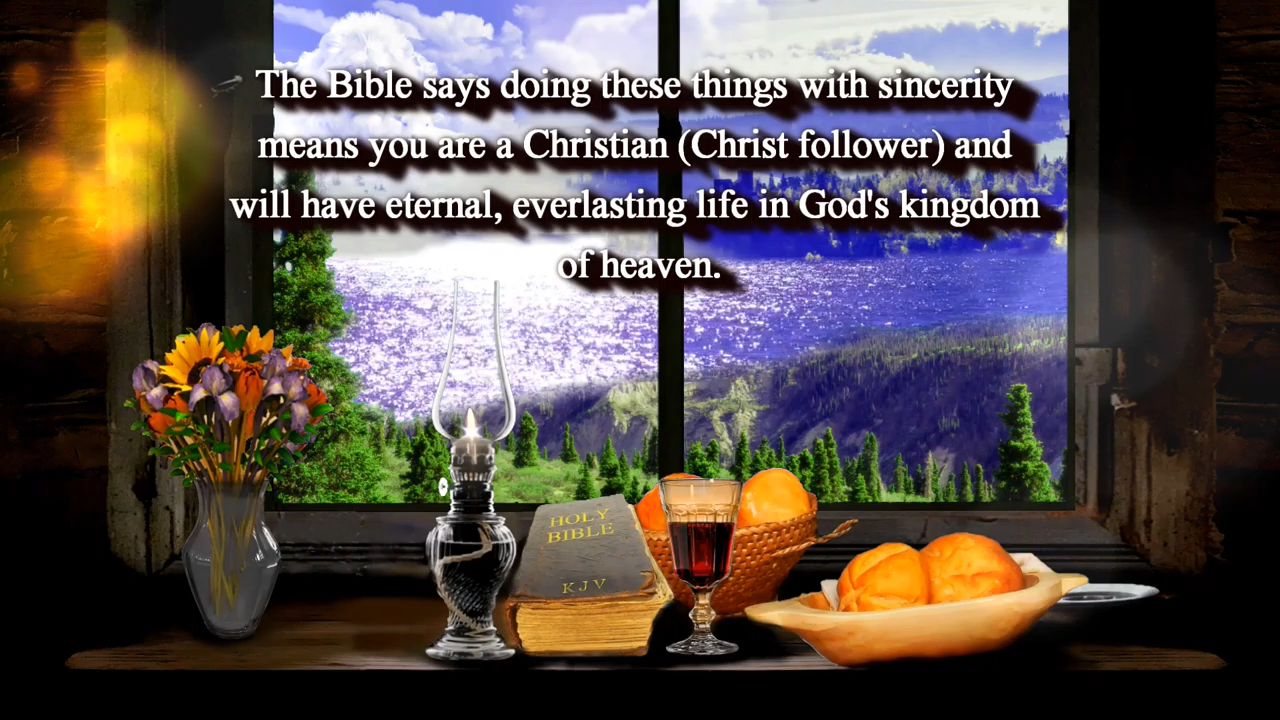 The Bible says doing these things with sincerity
means you are a Christian (Christ follower) and
will have eternal, everlasting life in God's kingdom
of heaven.
HOLY
BIBLE
KJV